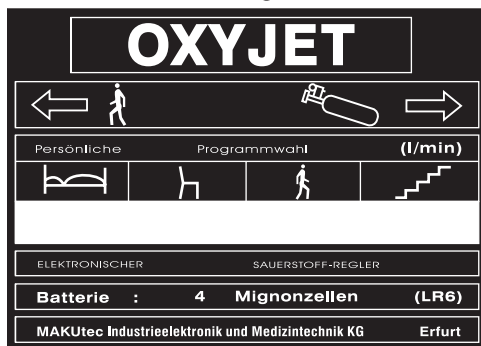 OXYJET
Persönliche Programmwahl (l/min)
ELEKTRONISCHER SAUERSTOFF-REGLER
Batterie : 4 Mignonzellen (LR6)
MAKUtec Industrieelektronik und Medizintechnik KG Erfurt